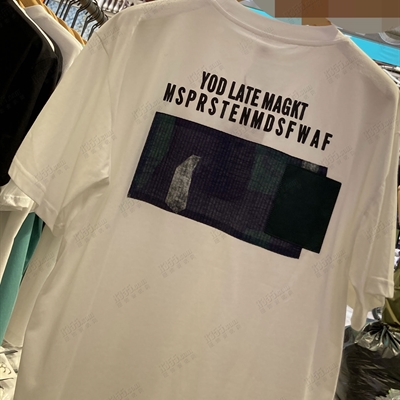 YOD LATE MAGKT
MSPRSTENMDSFWAF